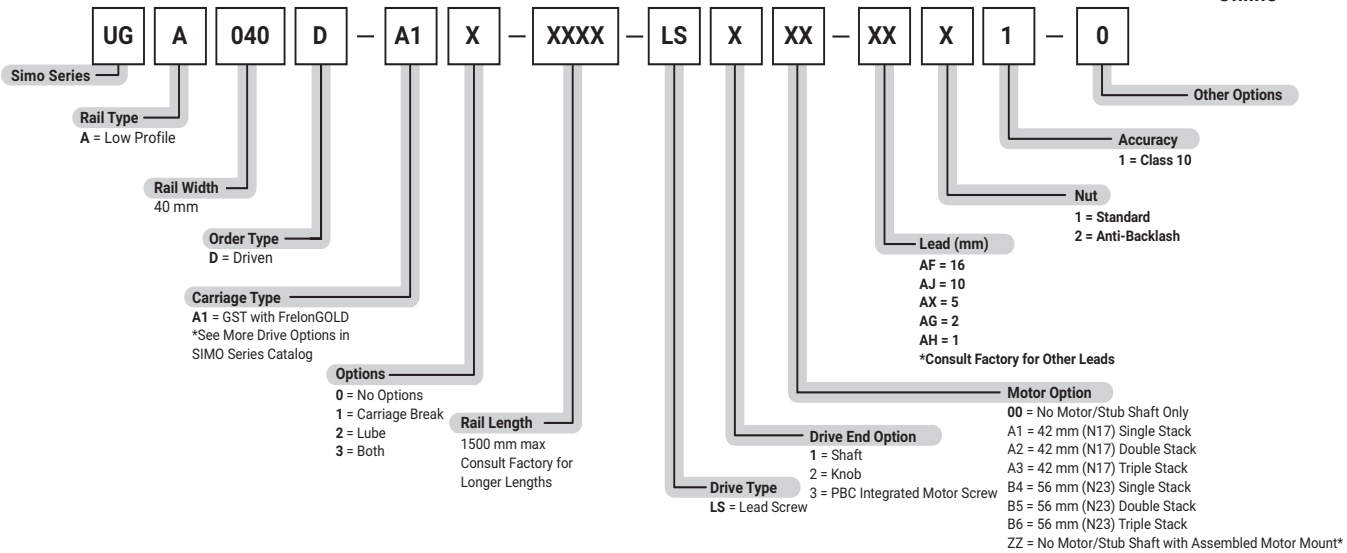 UG A 040 D – A1 X – XXXX – LS X XX – XX X 1 – 0
Simo Series
Other Options
Rail Type
A = Low Profile
Accuracy
1 = Class 10
Rail Width
40 mm
Nut
1 = Standard
2 = Anti-Backlash
Order Type
D = Driven
Lead (mm)
AF = 16
AJ = 10
AX = 5
AG = 2
AH = 1
*Consult Factory for Other Leads
Carriage Type
A1 = GST with FrelonGOLD
*See More Drive Options in
SIMO Series Catalog
Options
0 = No Options
1 = Carriage Break
2 = Lube
3 = Both
Rail Length
1500 mm max
Consult Factory for
Longer Lengths
Motor Option
00 = No Motor/Stub Shaft Only
A1 = 42 mm (N17) Single Stack
A2 = 42 mm (N17) Double Stack
A3 = 42 mm (N17) Triple Stack
B4 = 56 mm (N23) Single Stack
B5 = 56 mm (N23) Double Stack
B6 = 56 mm (N23) Triple Stack
ZZ = No Motor/Stub Shaft with Assembled Motor Mount*
Drive End Option
1 = Shaft
2 = Knob
3 = PBC Integrated Motor Screw
Drive Type
LS = Lead Screw